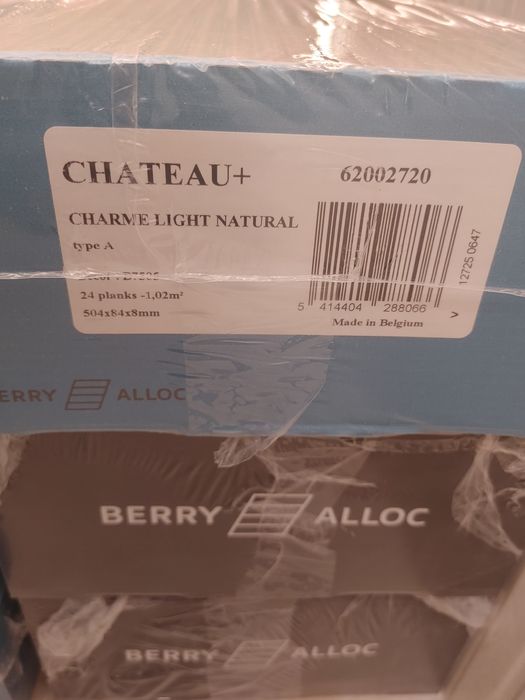 CHATEAU+ 62002720
CHARME LIGHT NATURAL
type A
24 planks -1,02m²
504x84x8mm
5 414404 288066 >
Made in Belgium
12725 0647
ERRY ALLOC
BERRY ALLOC
BERRY ALLOC